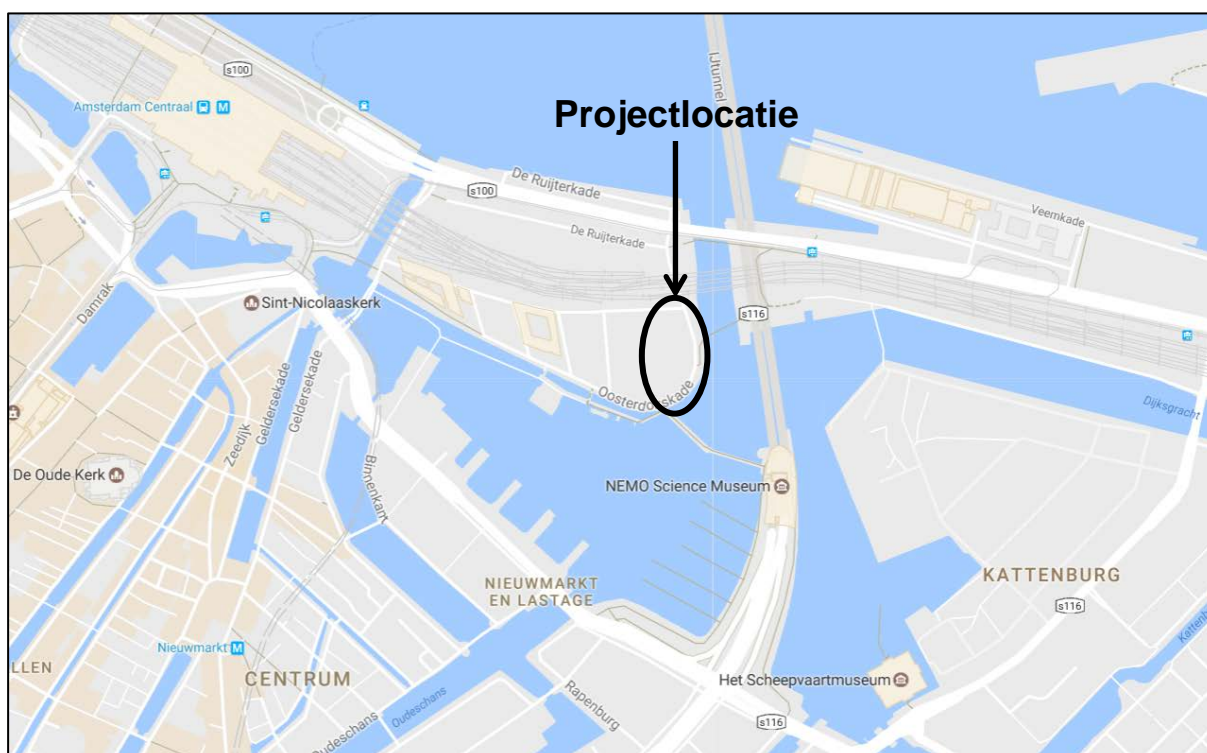 s100
IJtunnel
Amsterdam Centraal
M
Projectlocatie
De Ruijterkade
s100
Veemkade
De Ruijterkade
Damrak
Sint-Nicolaaskerk
s116
Geldersekade
Geldersekade
Oosterdokskade
Dijksgracht
Zeedijk
De Oude Kerk
Binnenkant
NEMO Science Museum
NIEUWMARKT
EN LASTAGE
KATTENBURG
s116
Nieuwmarkt M
LLEN
CENTRUM
Het Scheepvaartmuseum
Rapenburg
Oudeschans
Oudeschans
s116